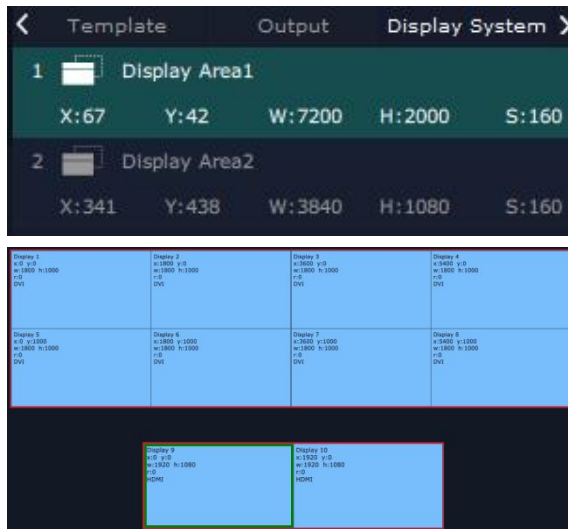 Template Output Display System
1 Display Area1
X:67 Y:42 W:7200 H:2000 S:160
2 Display Area2
X:341 Y:438 W:3840 H:1080 S:160
Display 1
x:0 y:0
w:1800 h:1000
r:0
DVI
Display 2
x:1800 y:0
w:1800 h:1000
r:0
DVI
Display 3
x:3600 y:0
w:1800 h:1000
r:0
DVI
Display 4
x:5400 y:0
w:1800 h:1000
r:0
DVI
Display 5
x:0 y:1000
w:1800 h:1000
r:0
DVI
Display 6
x:1800 y:1000
w:1800 h:1000
r:0
DVI
Display 7
x:3600 y:1000
w:1800 h:1000
r:0
DVI
Display 8
x:5400 y:1000
w:1800 h:1000
r:0
DVI
Display 9
x:0 y:0
w:1920 h:1080
r:0
HDMI
Display 10
x:1920 y:0
w:1920 h:1080
r:0
HDMI